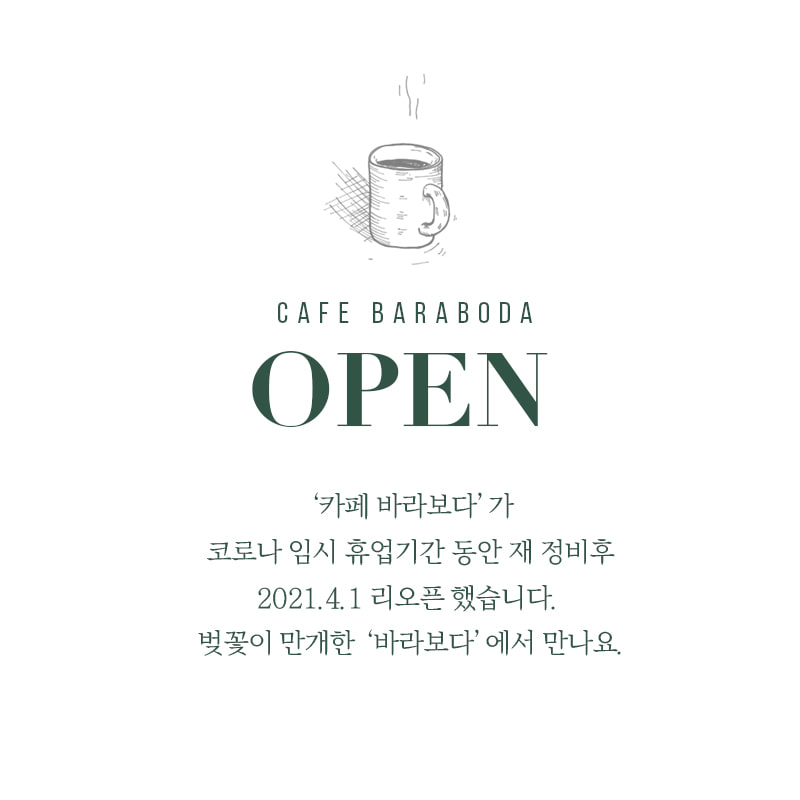 CAFE BARABODA
OPEN
‘카페 바라보다’ 가
코로나 임시 휴업기간 동안 재 정비후
2021.4.1 리오픈 했습니다.
벚꽃이 만개한 ‘바라보다’ 에서 만나요.